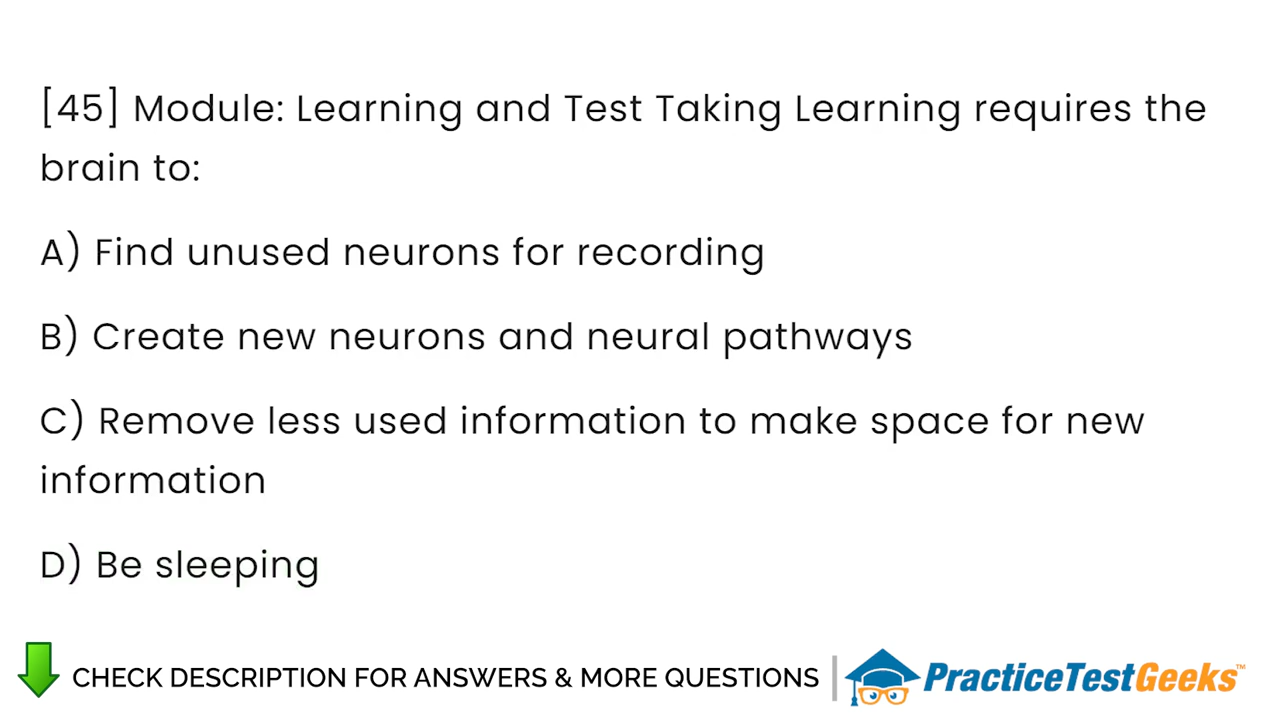 [45] Module: Learning and Test Taking Learning requires the
brain to:
A) Find unused neurons for recording
B) Create new neurons and neural pathways
C) Remove less used information to make space for new
information
D) Be sleeping
CHECK DESCRIPTION FOR ANSWERS & MORE QUESTIONS
PracticeTestGeeks™